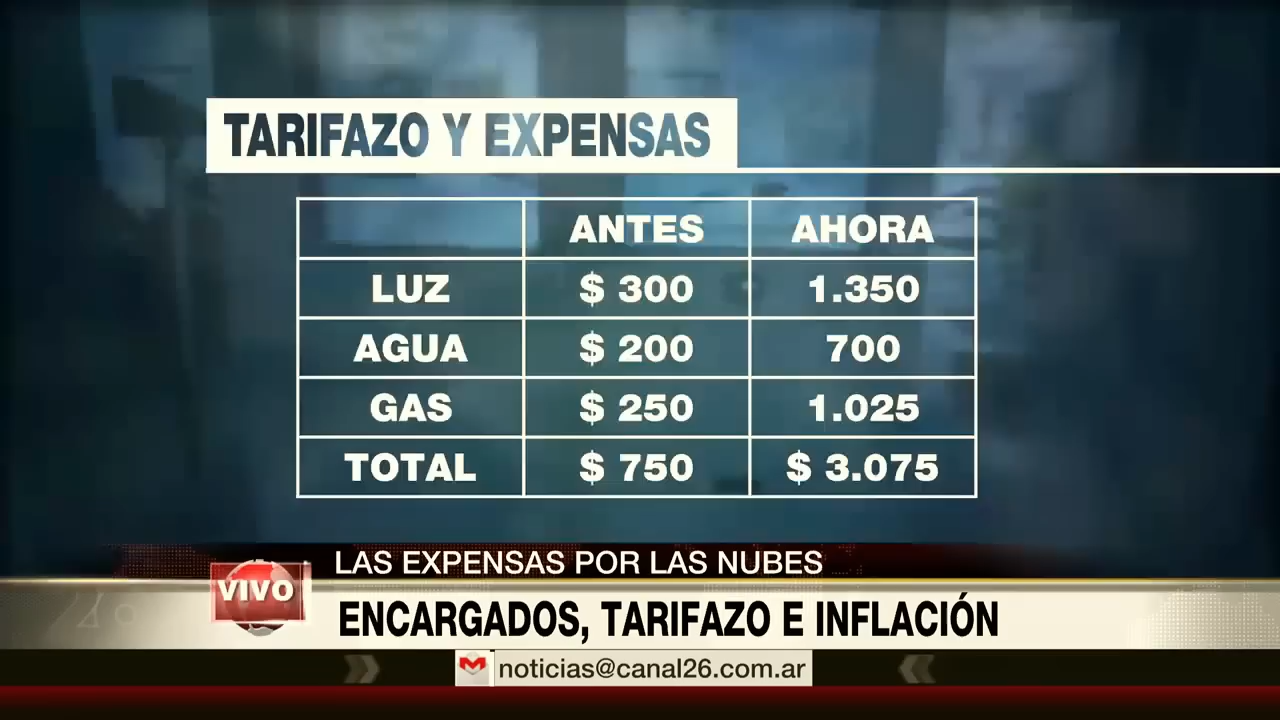 TARIFAZO Y EXPENSAS
ANTES AHORA
LUZ $ 300 1.350
AGUA $ 200 700
GAS $ 250 1.025
TOTAL $ 750 $ 3.075
LAS EXPENSAS POR LAS NUBES
VIVO
ENCARGADOS, TARIFAZO E INFLACIÓN
noticias@canal26.com.ar